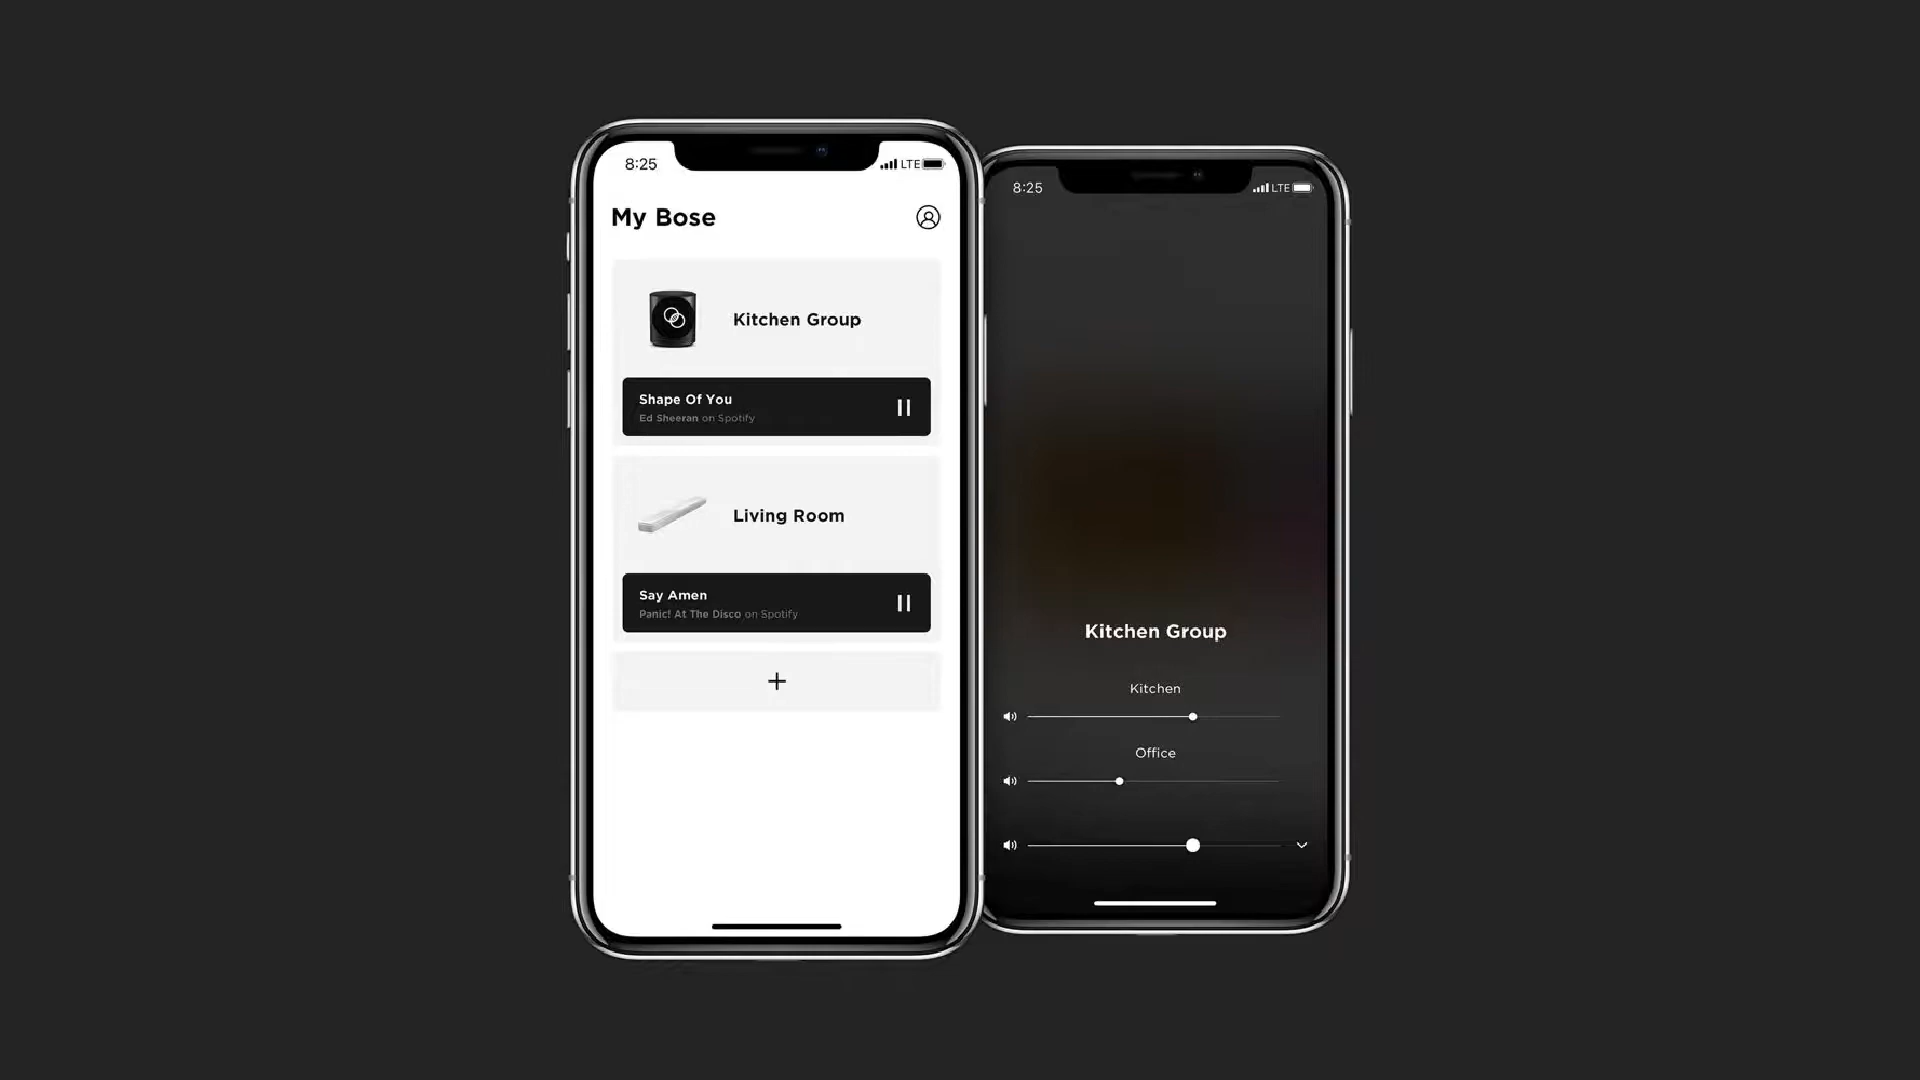 8:25
LTE
My Bose
Kitchen Group
Shape Of You
Ed Sheeran on Spotify
Living Room
Say Amen
Panic! At The Disco on Spotify
+
8:25
LTE
Kitchen Group
Kitchen
Office